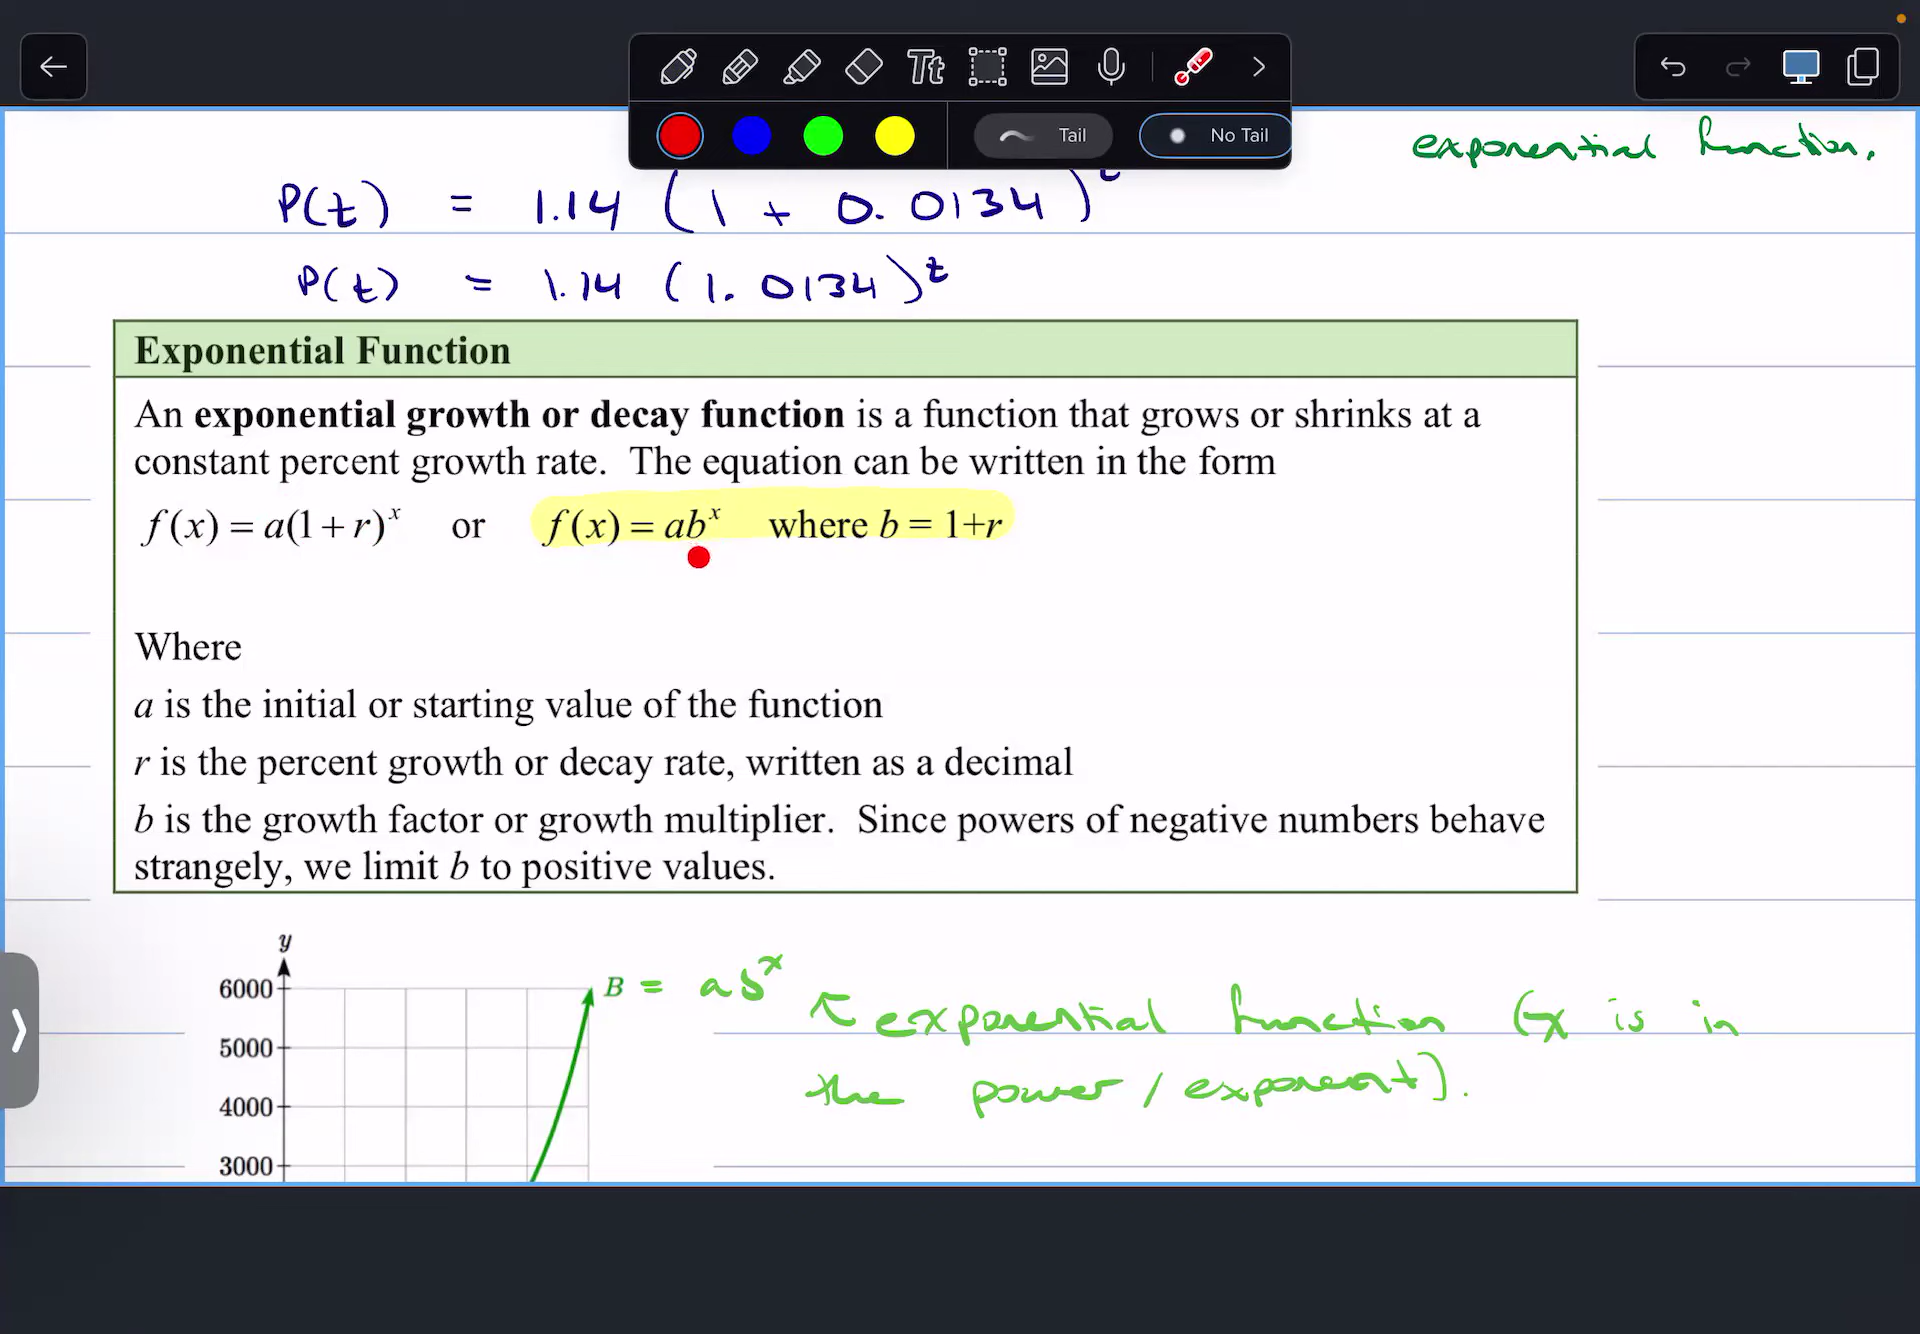 Tt
Tail
No Tail
exponential function.
P(t) = 1.14 (1 + 0.0134)^t
P(t) = 1.14 (1.0134)^t
Exponential Function
An exponential growth or decay function is a function that grows or shrinks at a
constant percent growth rate. The equation can be written in the form
f(x) = a(1+r)^x or f(x) = ab^x where b = 1+r
Where
a is the initial or starting value of the function
r is the percent growth or decay rate, written as a decimal
b is the growth factor or growth multiplier. Since powers of negative numbers behave
strangely, we limit b to positive values.
y
6000
B = ab^x
↖ exponential function (x is in
the power / exponent).
5000
4000
3000